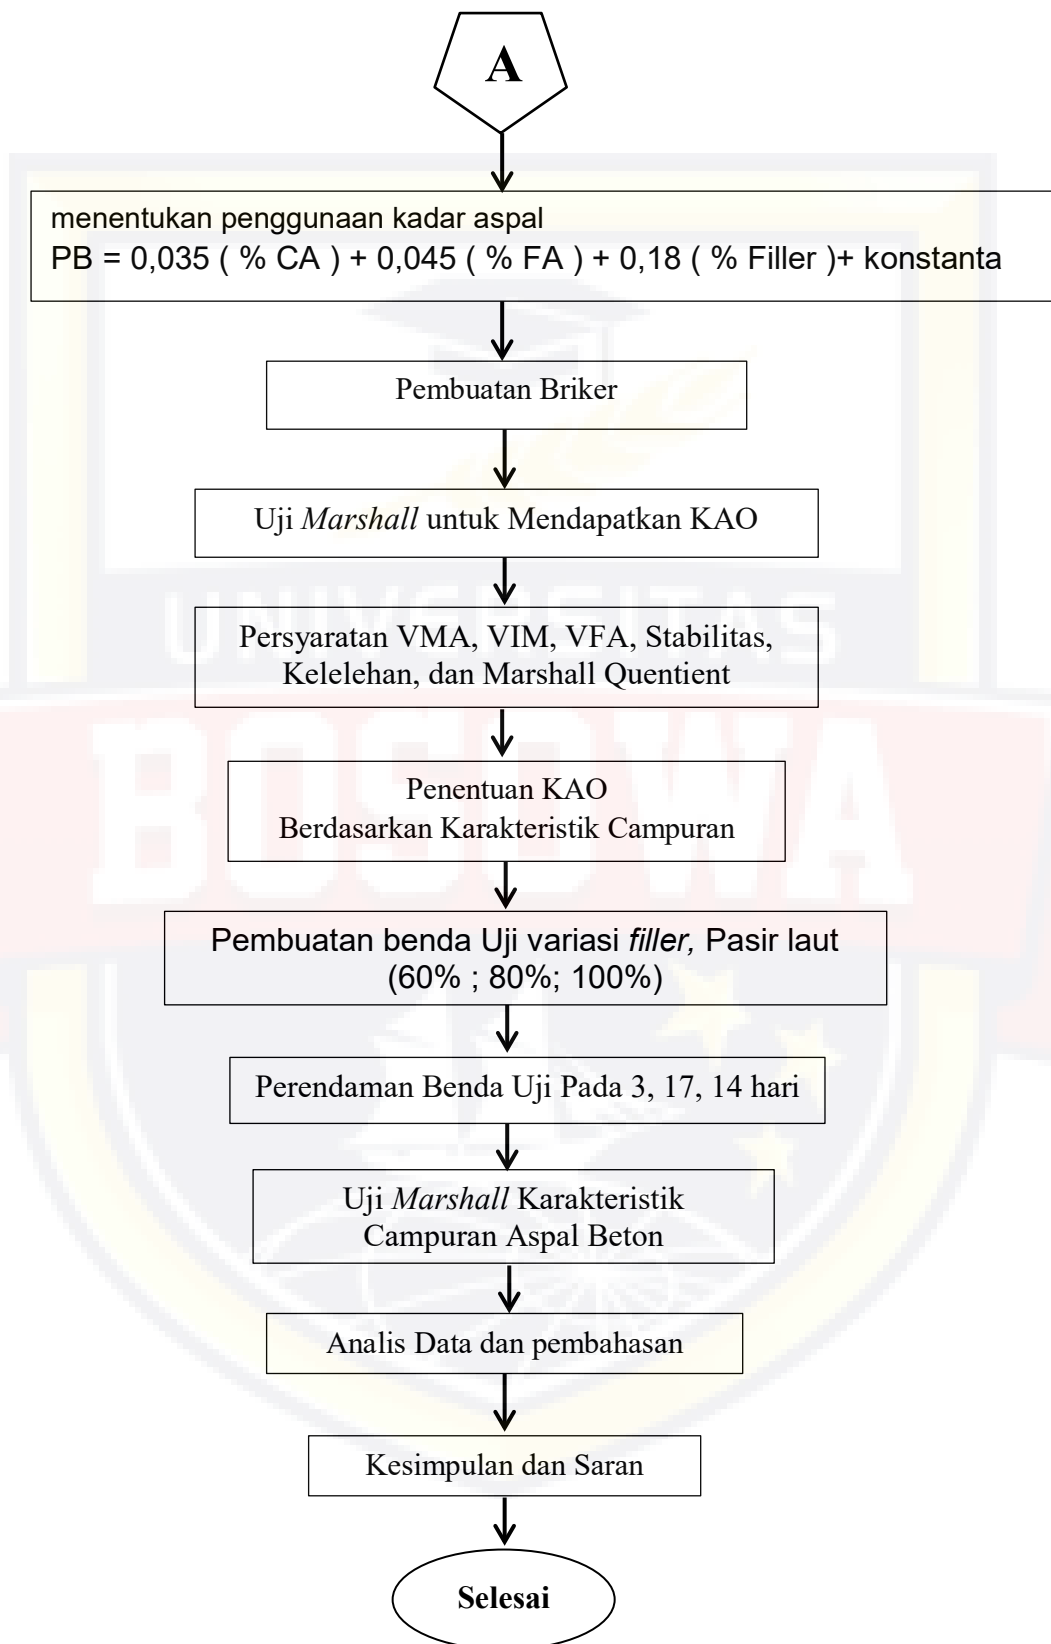 A
menentukan penggunaan kadar aspal
PB = 0,035 ( % CA ) + 0,045 ( % FA ) + 0,18 ( % Filler )+ konstanta
Pembuatan Briker
Uji Marshall untuk Mendapatkan KAO
UNIVERSITAS
Persyaratan VMA, VIM, VFA, Stabilitas,
Kelelehan, dan Marshall Quentient
BOSOWA
Penentuan KAO
Berdasarkan Karakteristik Campuran
Pembuatan benda Uji variasi filler, Pasir laut
(60% ; 80%; 100%)
Perendaman Benda Uji Pada 3, 17, 14 hari
Uji Marshall Karakteristik
Campuran Aspal Beton
Analis Data dan pembahasan
Kesimpulan dan Saran
Selesai